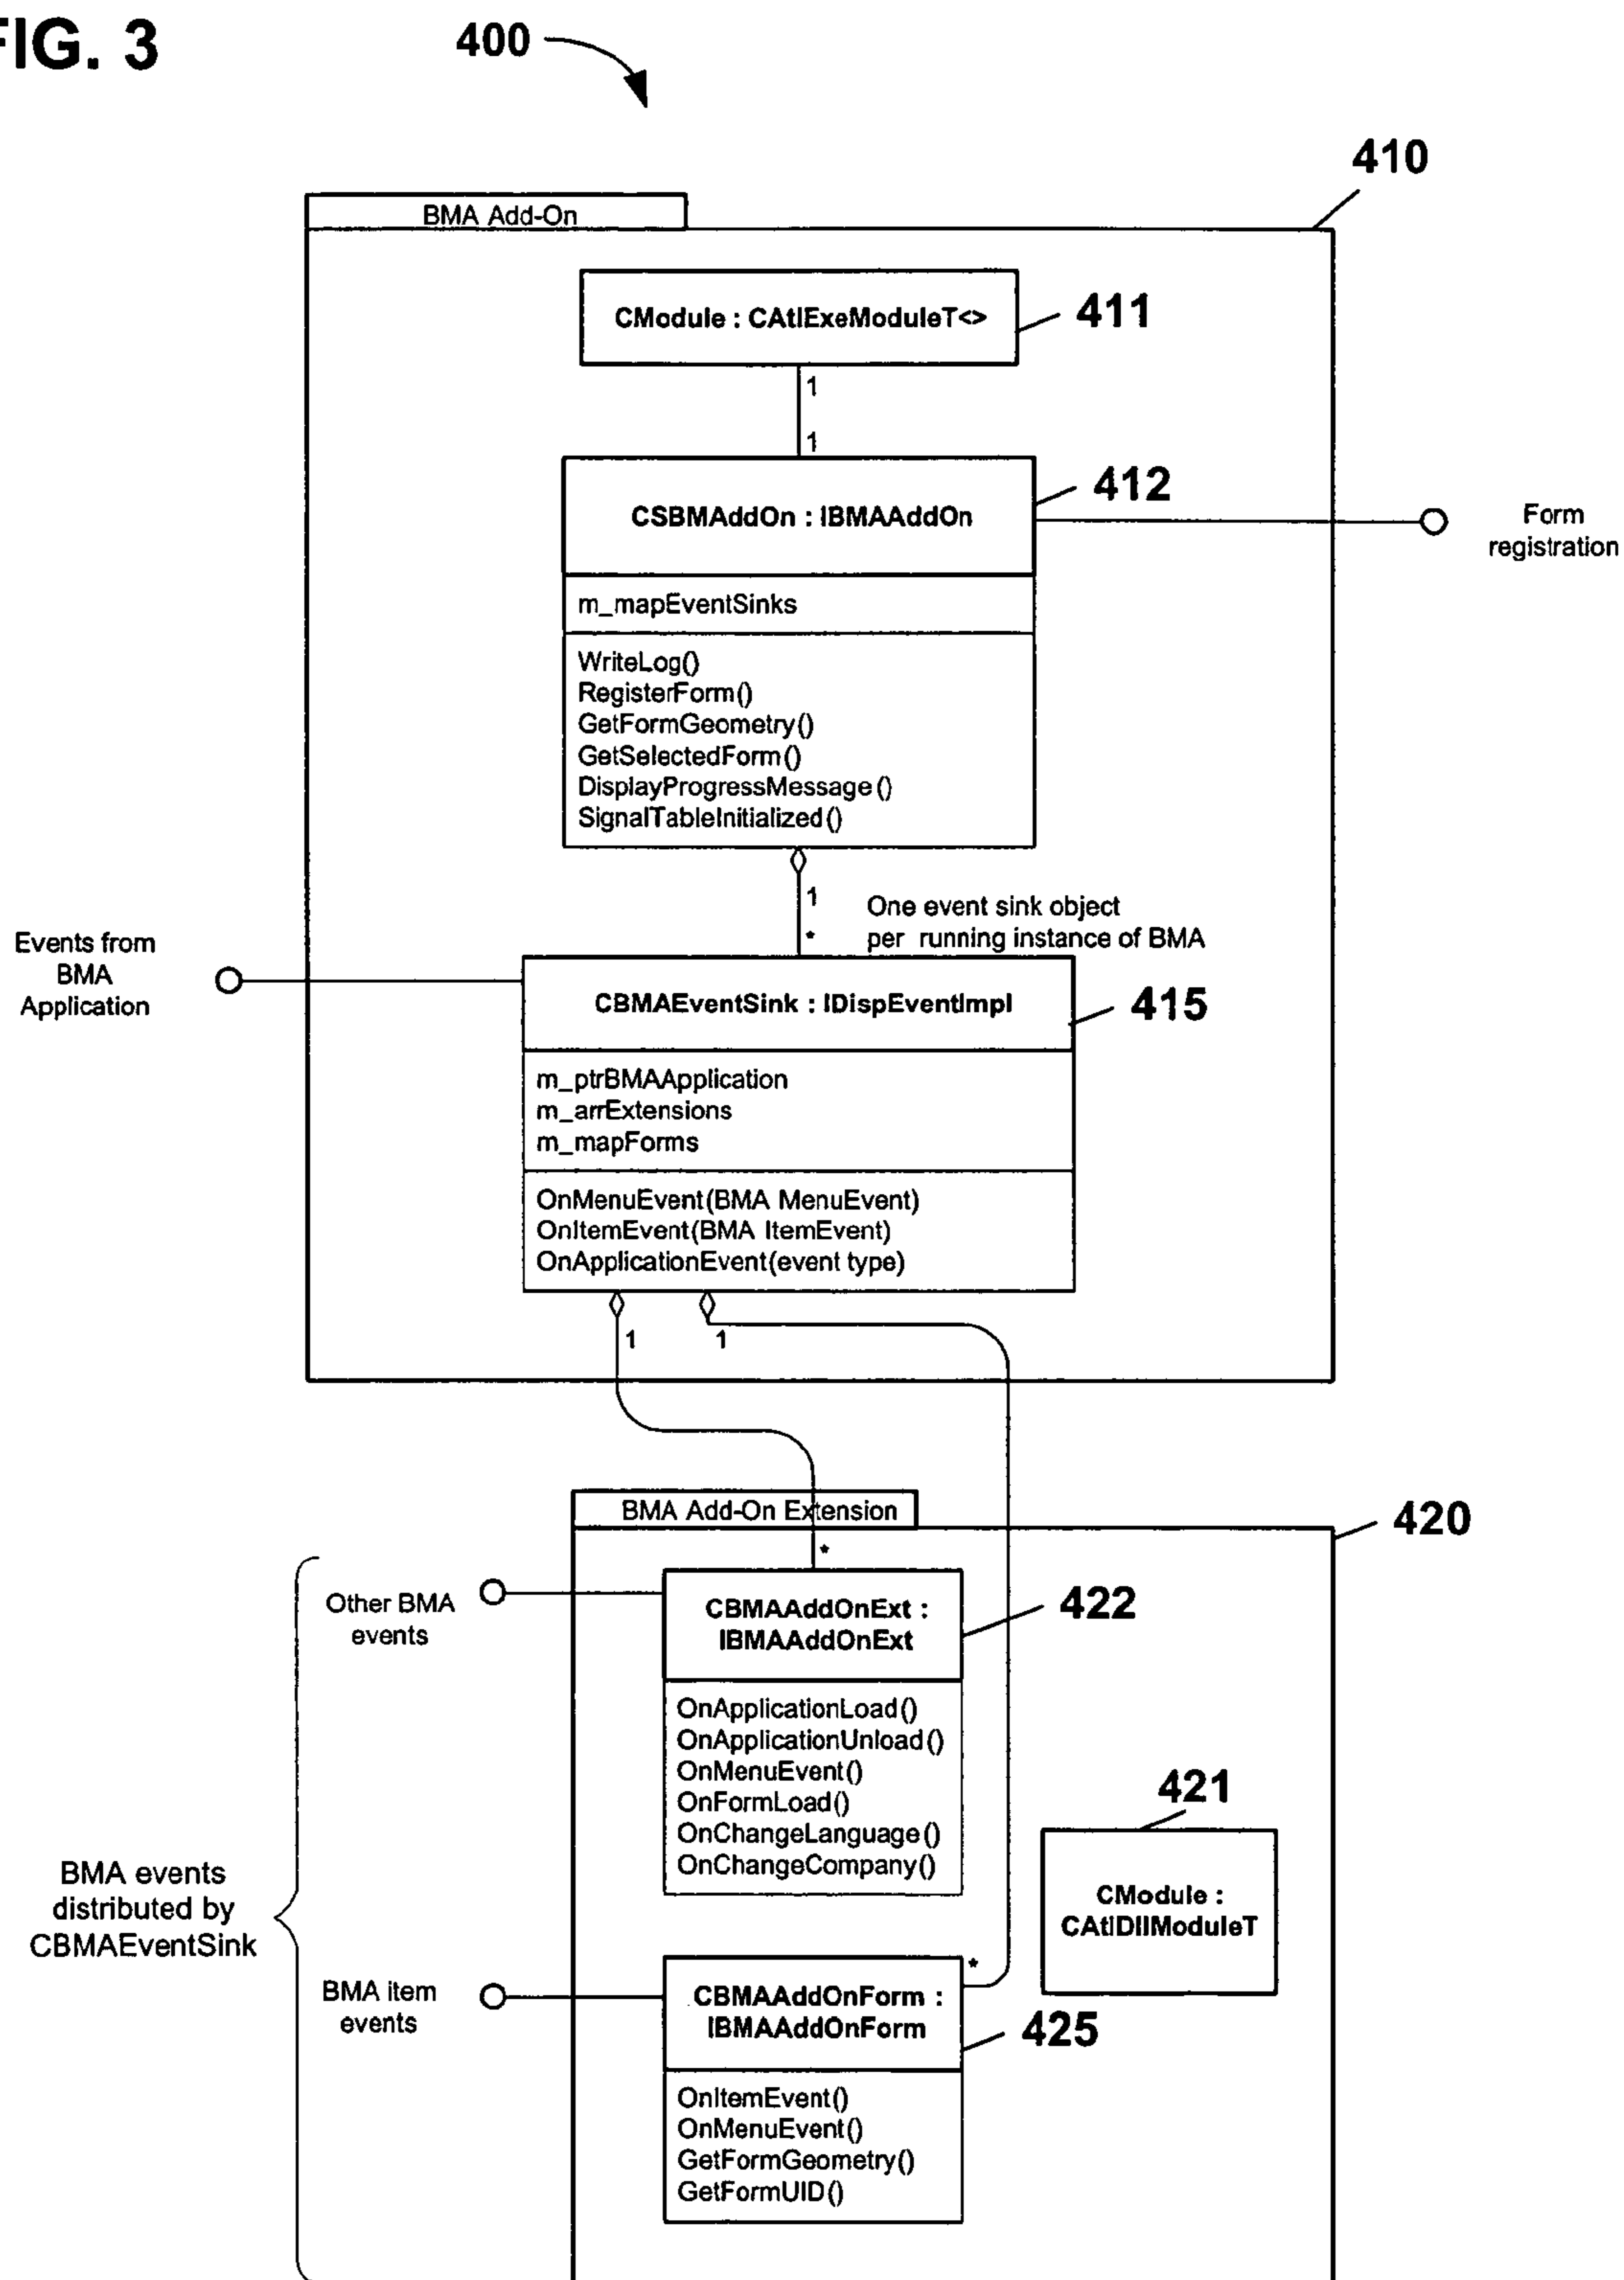 FIG. 3
400
410
BMA Add-On
CModule : CAtlExeModuleT<>
411
1
1
CSBMAddOn : IBMAAddOn
412
Form
registration
m_mapEventSinks
WriteLog()
RegisterForm()
GetFormGeometry()
GetSelectedForm()
DisplayProgressMessage()
SignalTableInitialized()
1
*
One event sink object
per running instance of BMA
Events from
BMA
Application
CBMAEventSink : IDispEventImpl
415
m_ptrBMAApplication
m_arrExtensions
m_mapForms
OnMenuEvent(BMA MenuEvent)
OnItemEvent(BMA ItemEvent)
OnApplicationEvent(event type)
1
1
BMA Add-On Extension
420
*
Other BMA
events
CBMAAddOnExt :
IBMAAddOnExt
422
OnApplicationLoad()
OnApplicationUnload()
OnMenuEvent()
OnFormLoad()
OnChangeLanguage()
OnChangeCompany()
421
CModule :
CAtlDllModuleT
BMA events
distributed by
CBMAEventSink
*
BMA item
events
CBMAAddOnForm :
IBMAAddOnForm
425
OnItemEvent()
OnMenuEvent()
GetFormGeometry()
GetFormUID()